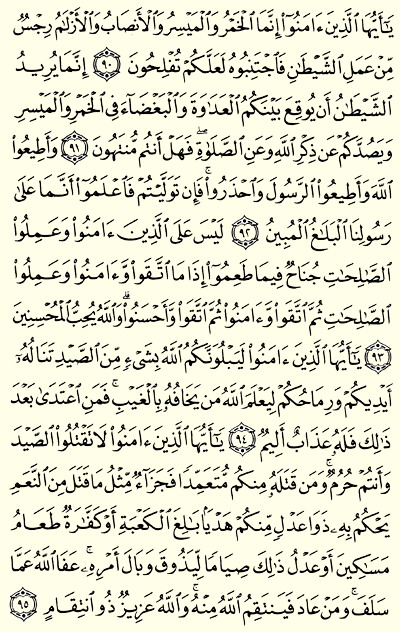 يَٰٓأَيُّهَا ٱلَّذِينَ ءَامَنُوٓا۟ إِنَّمَا ٱلْخَمْرُ وَٱلْمَيْسِرُ وَٱلْأَنصَابُ وَٱلْأَزْلَٰمُ رِجْسٌ
مِّنْ عَمَلِ ٱلشَّيْطَٰنِ فَٱجْتَنِبُوهُ لَعَلَّكُمْ تُفْلِحُونَ ٩٠ إِنَّمَا يُرِيدُ
ٱلشَّيْطَٰنُ أَن يُوقِعَ بَيْنَكُمُ ٱلْعَدَٰوَةَ وَٱلْبَغْضَآءَ فِى ٱلْخَمْرِ وَٱلْمَيْسِرِ
وَيَصُدَّكُمْ عَن ذِكْرِ ٱللَّهِ وَعَنِ ٱلصَّلَوٰةِ ۖ فَهَلْ أَنتُم مُّنتَهُونَ ٩١ وَأَطِيعُوا۟
ٱللَّهَ وَأَطِيعُوا۟ ٱلرَّسُولَ وَٱحْذَرُوا۟ ۚ فَإِن تَوَلَّيْتُمْ فَٱعْلَمُوٓا۟ أَنَّمَا عَلَىٰ
رَسُولِنَا ٱلْبَلَٰغُ ٱلْمُبِينُ ٩٢ لَيْسَ عَلَى ٱلَّذِينَ ءَامَنُوا۟ وَعَمِلُوا۟
ٱلصَّٰلِحَٰتِ جُنَاحٌ فِيمَا طَعِمُوٓا۟ إِذَا مَا ٱتَّقَوا۟ وَّءَامَنُوا۟ وَعَمِلُوا۟
ٱلصَّٰلِحَٰتِ ثُمَّ ٱتَّقَوا۟ وَّءَامَنُوا۟ ثُمَّ ٱتَّقَوا۟ وَّأَحْسَنُوا۟ ۗ وَٱللَّهُ يُحِبُّ ٱلْمُحْسِنِينَ
٩٣ يَٰٓأَيُّهَا ٱلَّذِينَ ءَامَنُوا۟ لَيَبْلُوَنَّكُمُ ٱللَّهُ بِشَىْءٍ مِّنَ ٱلصَّيْدِ تَنَالُهُۥٓ
أَيْدِيكُمْ وَرِمَاحُكُمْ لِيَعْلَمَ ٱللَّهُ مَن يَخَافُهُۥ بِٱلْغَيْبِ ۚ فَمَنِ ٱعْتَدَىٰ بَعْدَ
ذَٰلِكَ فَلَهُۥ عَذَابٌ أَلِيمٌ ٩٤ يَٰٓأَيُّهَا ٱلَّذِينَ ءَامَنُوا۟ لَا تَقْتُلُوا۟ ٱلصَّيْدَ
وَأَنتُمْ حُرُمٌ ۚ وَمَن قَتَلَهُۥ مِنكُم مُّتَعَمِّدًا فَجَزَآءٌ مِّثْلُ مَا قَتَلَ مِنَ ٱلنَّعَمِ
يَحْكُمُ بِهِۦ ذَوَا عَدْلٍ مِّنكُمْ هَدْيًۢا بَٰلِغَ ٱلْكَعْبَةِ أَوْ كَفَّٰرَةٌ طَعَامُ
مَسَٰكِينَ أَوْ عَدْلُ ذَٰلِكَ صِيَامًا لِّيَذُوقَ وَبَالَ أَمْرِهِۦ ۗ عَفَا ٱللَّهُ عَمَّا
سَلَفَ ۚ وَمَنْ عَادَ فَيَنتَقِمُ ٱللَّهُ مِنْهُ ۗ وَٱللَّهُ عَزِيزٌ ذُو ٱنتِقَامٍ ٩٥